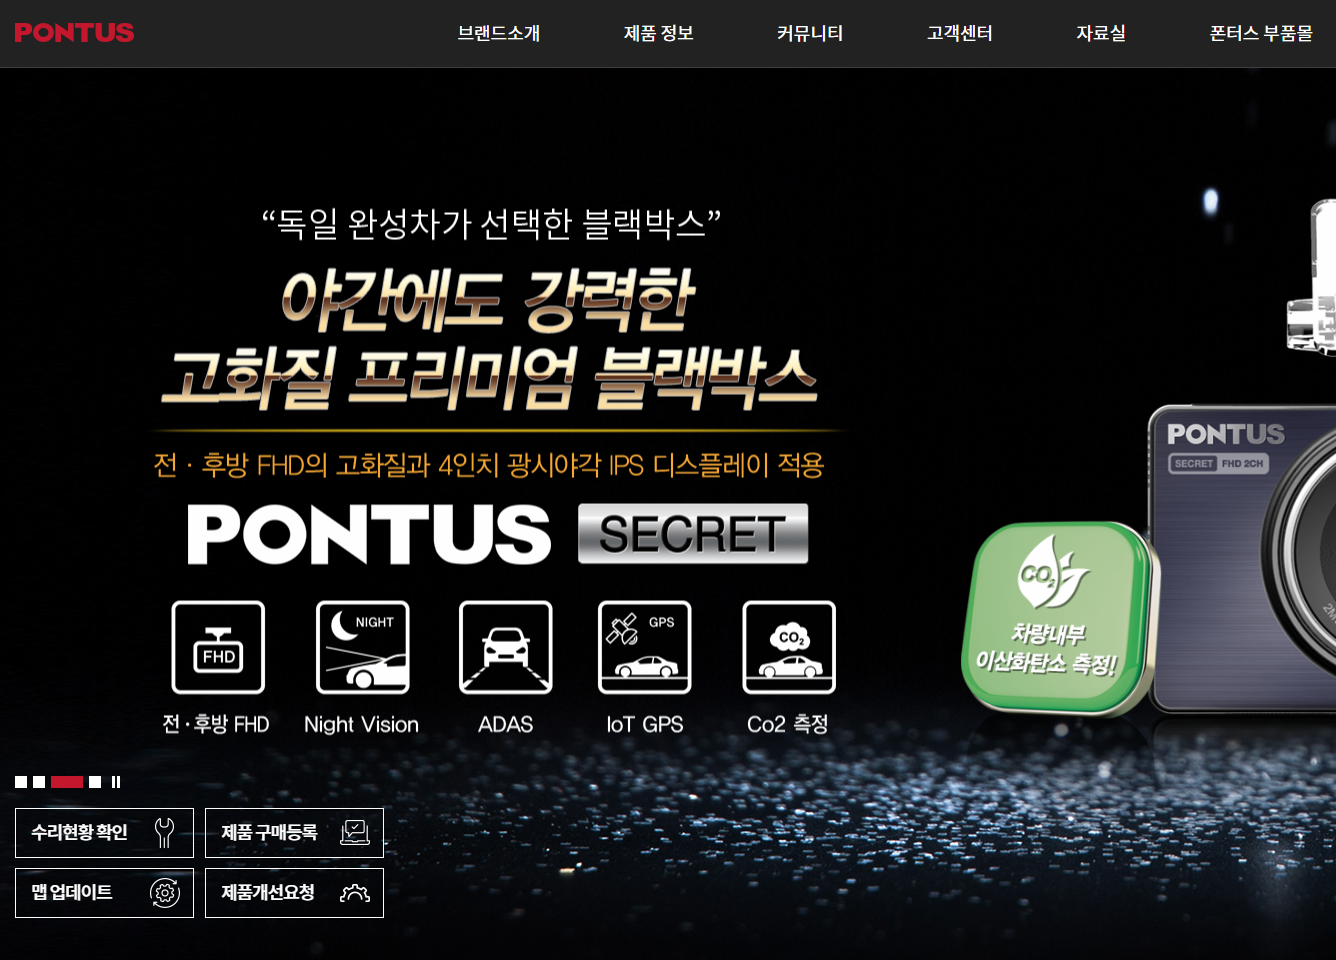 PONTUS
브랜드소개
제품 정보
커뮤니티
고객센터
자료실
폰터스 부품몰
“독일 완성차가 선택한 블랙박스”
야간에도 강력한
고화질 프리미엄 블랙박스
전 · 후방 FHD의 고화질과 4인치 광시야각 IPS 디스플레이 적용
PONTUS SECRET
FHD
NIGHT
GPS
CO₂
전 · 후방 FHD
Night Vision
ADAS
IoT GPS
Co2 측정
PONTUS
SECRET FHD 2CH
CO₂
차량내부
이산화탄소 측정!
수리현황 확인
제품 구매등록
맵 업데이트
제품개선요청